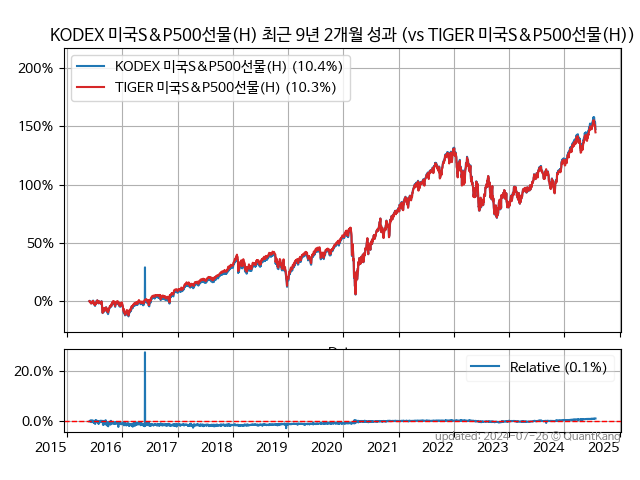 KODEX 미국S&P500선물(H) 최근 9년 2개월 성과 (vs TIGER 미국S&P500선물(H))
KODEX 미국S&P500선물(H) (10.4%)
TIGER 미국S&P500선물(H) (10.3%)
200%
150%
100%
50%
0%
Relative (0.1%)
20.0%
0.0%
updated: 2024-07-26 © QuantKang
2015 2016 2017 2018 2019 2020 2021 2022 2023 2024 2025